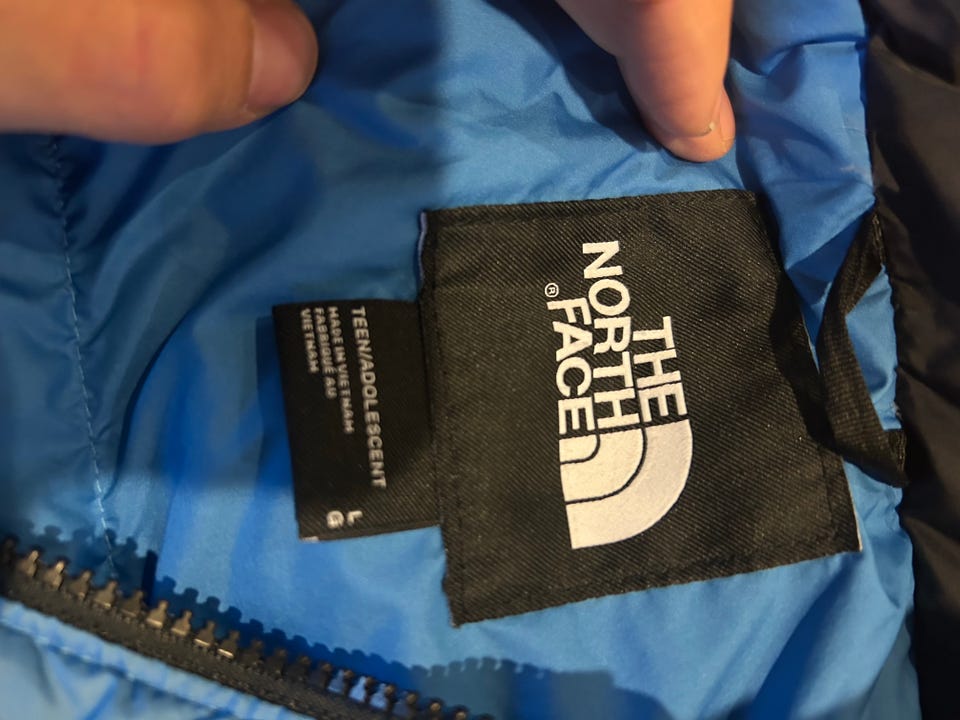 THE
NORTH
FACE®
TEEN/ADOLESCENT L
MADE IN VIETNAM G
FABRIQUÉ AU
VIETNAM